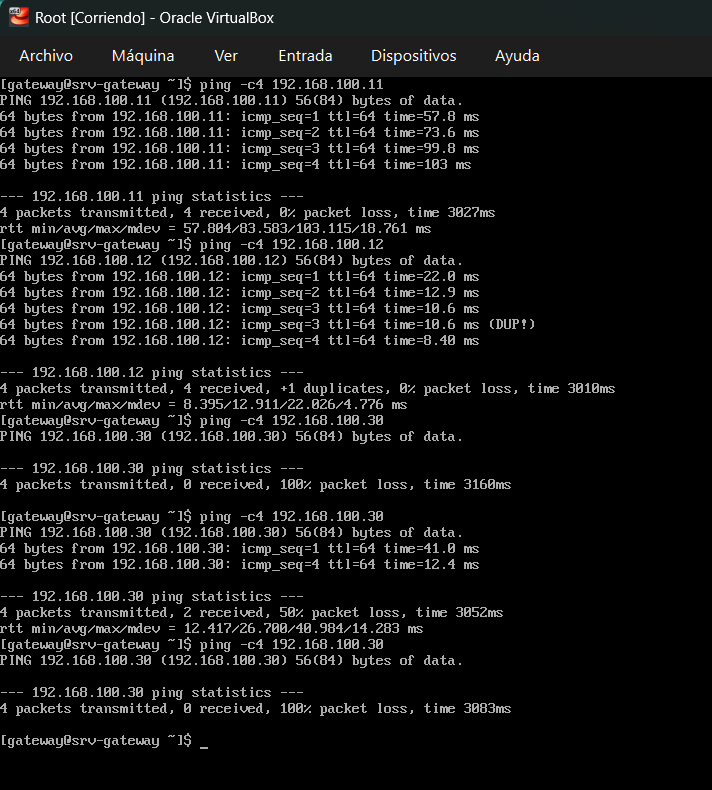 Root [Corriendo] - Oracle VirtualBox
Archivo Máquina Ver Entrada Dispositivos Ayuda
[gateway@srv-gateway ~]$ ping -c4 192.168.100.11
PING 192.168.100.11 (192.168.100.11) 56(84) bytes of data.
64 bytes from 192.168.100.11: icmp_seq=1 ttl=64 time=57.8 ms
64 bytes from 192.168.100.11: icmp_seq=2 ttl=64 time=73.6 ms
64 bytes from 192.168.100.11: icmp_seq=3 ttl=64 time=99.8 ms
64 bytes from 192.168.100.11: icmp_seq=4 ttl=64 time=103 ms
--- 192.168.100.11 ping statistics ---
4 packets transmitted, 4 received, 0% packet loss, time 3027ms
rtt min/avg/max/mdev = 57.804/83.583/103.115/18.761 ms
[gateway@srv-gateway ~]$ ping -c4 192.168.100.12
PING 192.168.100.12 (192.168.100.12) 56(84) bytes of data.
64 bytes from 192.168.100.12: icmp_seq=1 ttl=64 time=22.0 ms
64 bytes from 192.168.100.12: icmp_seq=2 ttl=64 time=12.9 ms
64 bytes from 192.168.100.12: icmp_seq=3 ttl=64 time=10.6 ms
64 bytes from 192.168.100.12: icmp_seq=3 ttl=64 time=10.6 ms (DUP!)
64 bytes from 192.168.100.12: icmp_seq=4 ttl=64 time=8.40 ms
--- 192.168.100.12 ping statistics ---
4 packets transmitted, 4 received, +1 duplicates, 0% packet loss, time 3010ms
rtt min/avg/max/mdev = 8.395/12.911/22.026/4.776 ms
[gateway@srv-gateway ~]$ ping -c4 192.168.100.30
PING 192.168.100.30 (192.168.100.30) 56(84) bytes of data.
--- 192.168.100.30 ping statistics ---
4 packets transmitted, 0 received, 100% packet loss, time 3160ms
[gateway@srv-gateway ~]$ ping -c4 192.168.100.30
PING 192.168.100.30 (192.168.100.30) 56(84) bytes of data.
64 bytes from 192.168.100.30: icmp_seq=1 ttl=64 time=41.0 ms
64 bytes from 192.168.100.30: icmp_seq=4 ttl=64 time=12.4 ms
--- 192.168.100.30 ping statistics ---
4 packets transmitted, 2 received, 50% packet loss, time 3052ms
rtt min/avg/max/mdev = 12.417/26.700/40.984/14.283 ms
[gateway@srv-gateway ~]$ ping -c4 192.168.100.30
PING 192.168.100.30 (192.168.100.30) 56(84) bytes of data.
--- 192.168.100.30 ping statistics ---
4 packets transmitted, 0 received, 100% packet loss, time 3083ms
[gateway@srv-gateway ~]$ _